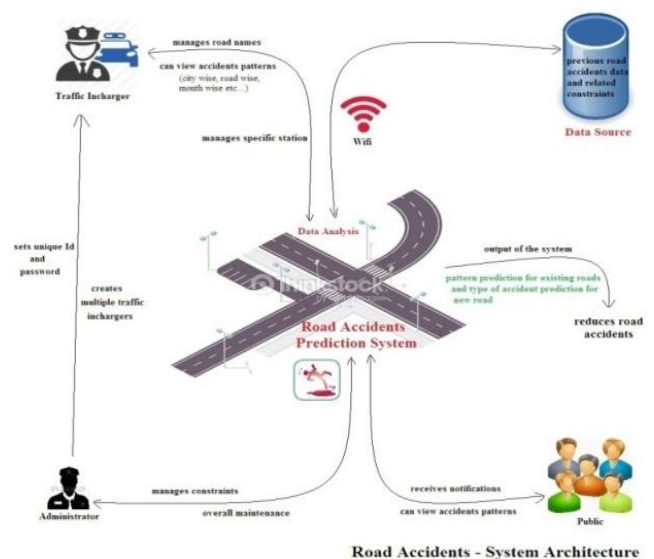 manages road names
can view accidents patterns
(city wise, road wise,
mouth wise etc...)
Traffic Incharger
manages specific station
Wifi
previous road
accidents data
and related
constraints
Data Source
Data Analysis
sets unique Id
and
password
creates
multiple traffic
inchargers
output of the system
pattern prediction for existing roads
and type of accident prediction for
new road
reduces road
accidents
Road Accidents
Prediction System
manages constraints
overall maintenance
Administrator
receives notifications
can view accidents patterns
Public
Road Accidents - System Architecture